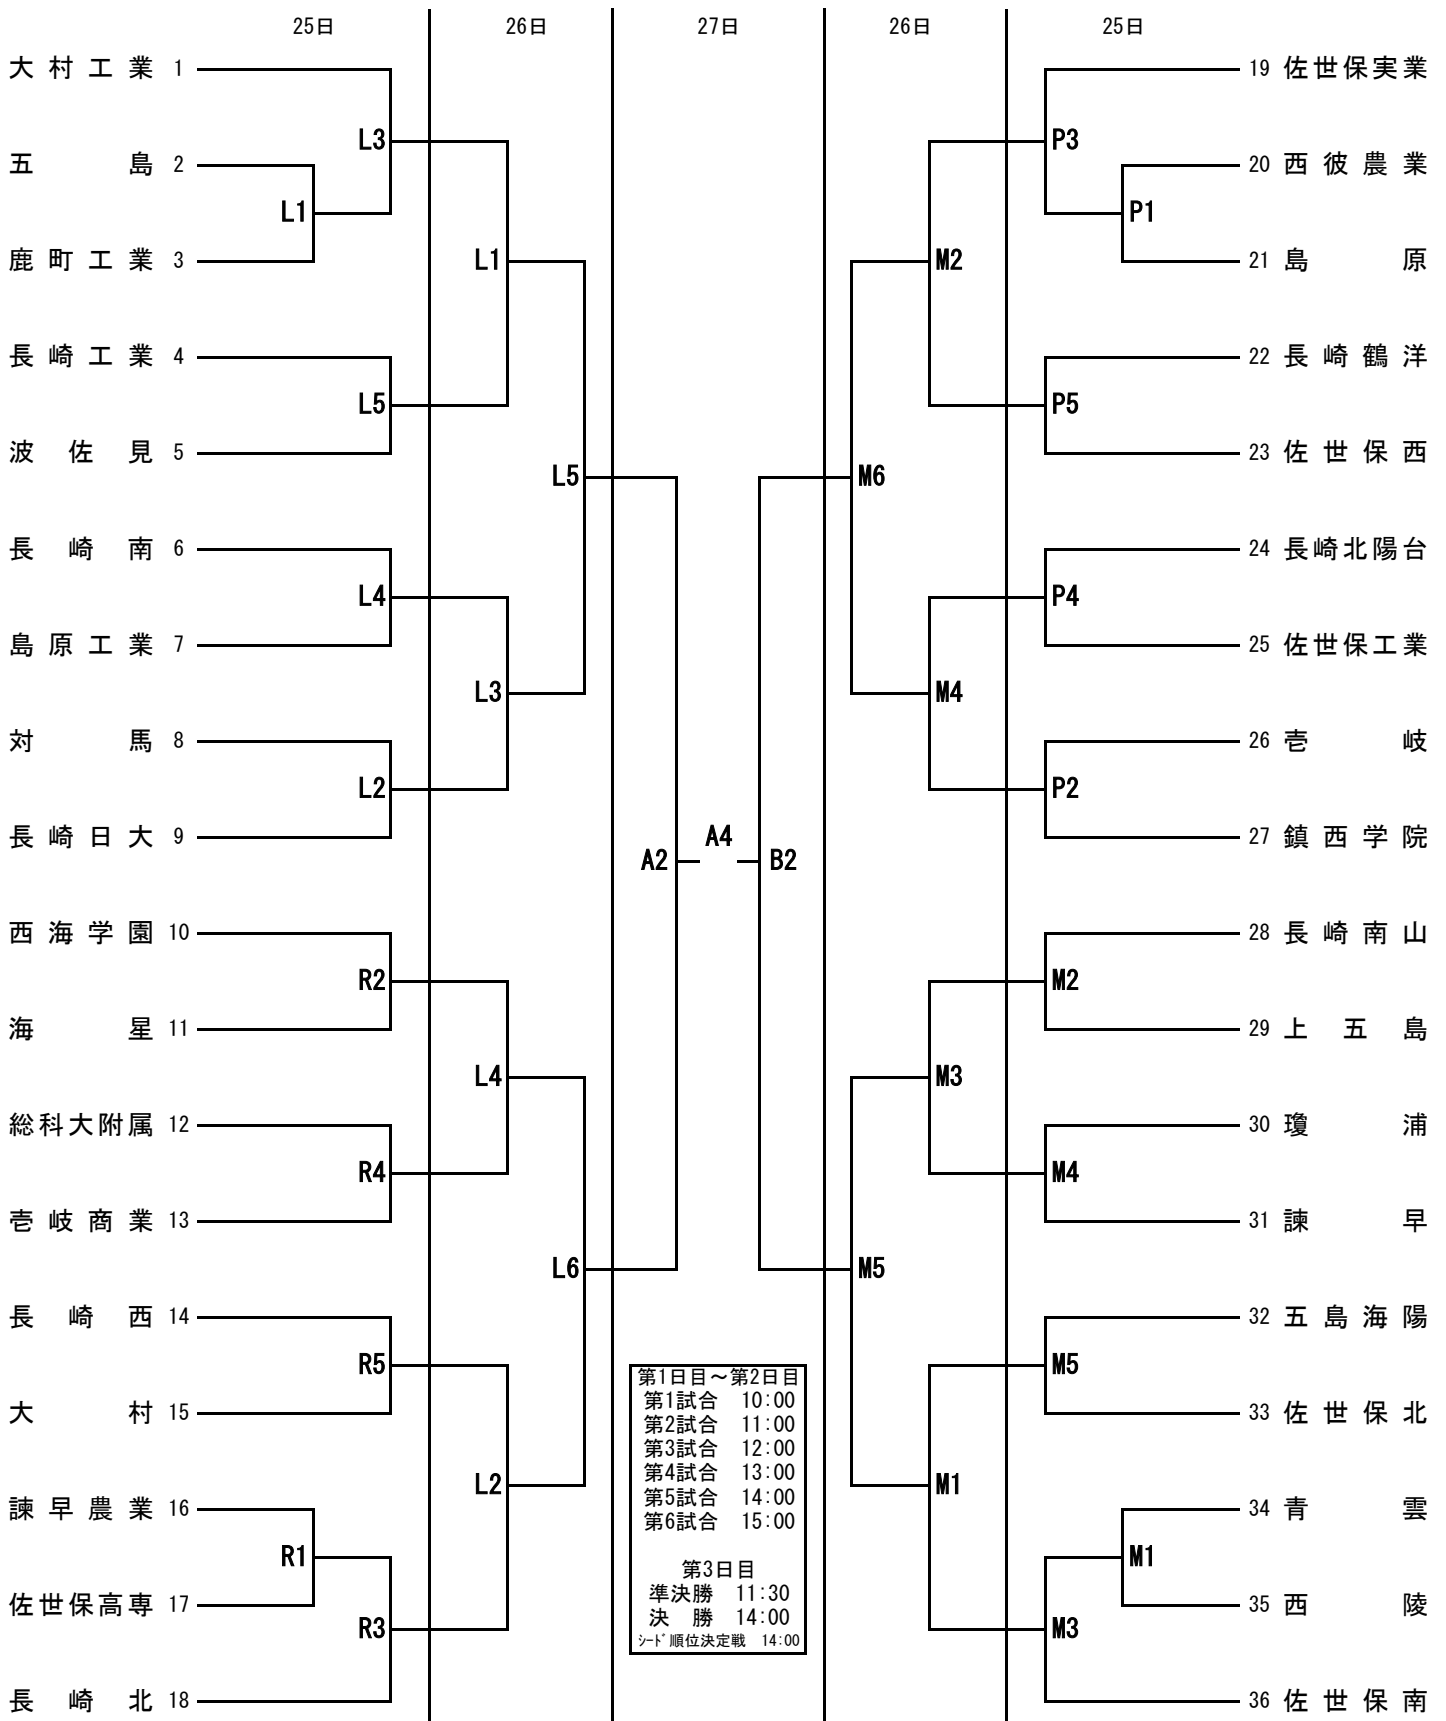 25日 26日 27日 26日 25日
大村工業 1 19 佐世保実業
L3 P3
五島 2 20 西彼農業
L1 P1
鹿町工業 3 L1 M2 21 島原
長崎工業 4 22 長崎鶴洋
L5 P5
波佐見 5 23 佐世保西
L5 M6
長崎南 6 24 長崎北陽台
L4 P4
島原工業 7 25 佐世保工業
L3 M4
対馬 8 26 壱岐
L2 P2
長崎日大 9 A4 27 鎮西学院
A2 B2
西海学園 10 28 長崎南山
R2 M2
海星 11 29 上五島
L4 M3
総科大附属 12 30 瓊浦
R4 M4
壱岐商業 13 31 諫早
L6 M5
長崎西 14 32 五島海陽
R5 M5
第1日目~第2日目
第1試合 10:00
大村 15 33 佐世保北
第2試合 11:00
第3試合 12:00
L2 第4試合 13:00 M1
第5試合 14:00
諫早農業 16 34 青雲
第6試合 15:00
R1 M1
第3日目
準決勝 11:30
佐世保高専 17 35 西陵
決勝 14:00
R3 M3
シード順位決定戦 14:00
長崎北 18 36 佐世保南